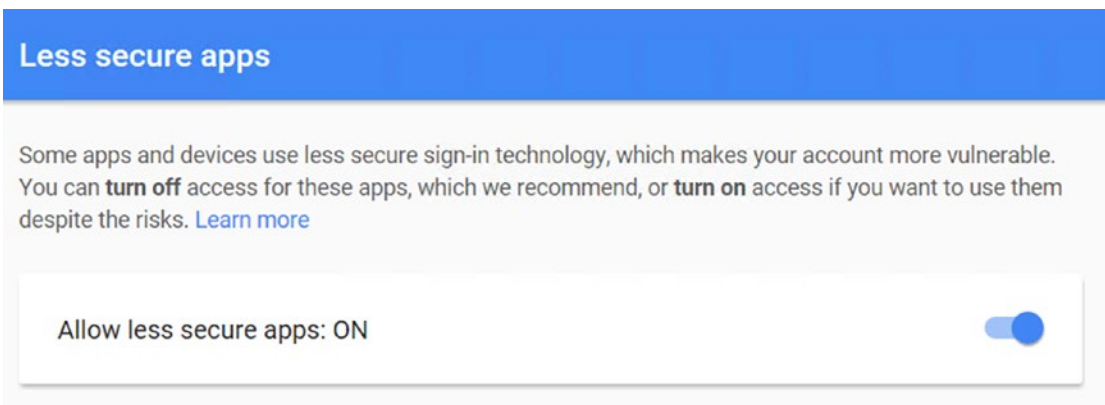 Less secure apps
Some apps and devices use less secure sign-in technology, which makes your account more vulnerable.
You can turn off access for these apps, which we recommend, or turn on access if you want to use them
despite the risks. Learn more
Allow less secure apps: ON